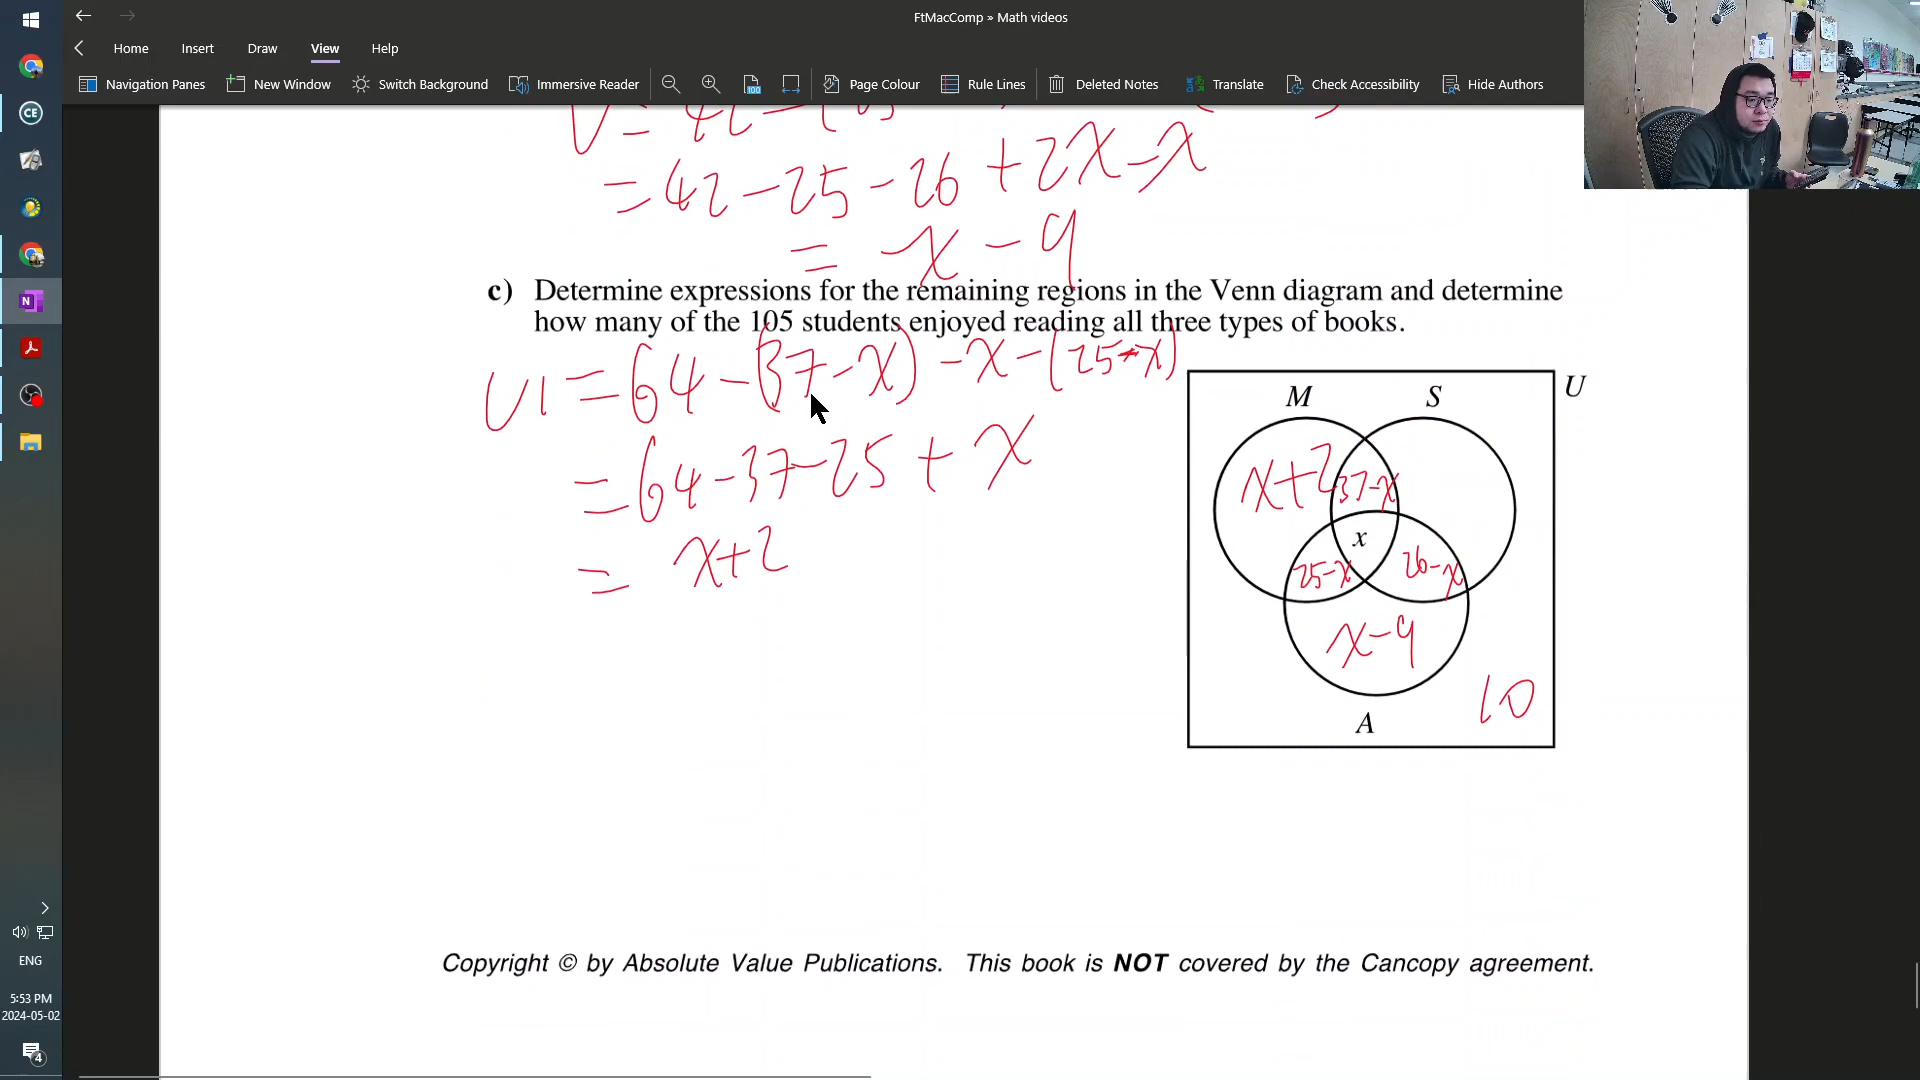 FtMacComp » Math videos
Home Insert Draw View Help
Navigation Panes New Window Switch Background Immersive Reader 100 Page Colour Rule Lines Deleted Notes Translate Check Accessibility Hide Authors
CE
N
= 42 - 25 - 26 + 2x - x
= x - 9
c) Determine expressions for the remaining regions in the Venn diagram and determine
how many of the 105 students enjoyed reading all three types of books.
= 64 - (37 - x) - x - (25 - x)
= 64 - 37 - 25 + x
= x + 2
M S U
x+2 37-x
x
25-x 26-x
x-9
10
A
Copyright © by Absolute Value Publications. This book is NOT covered by the Cancopy agreement.
ENG
5:53 PM
2024-05-02
4